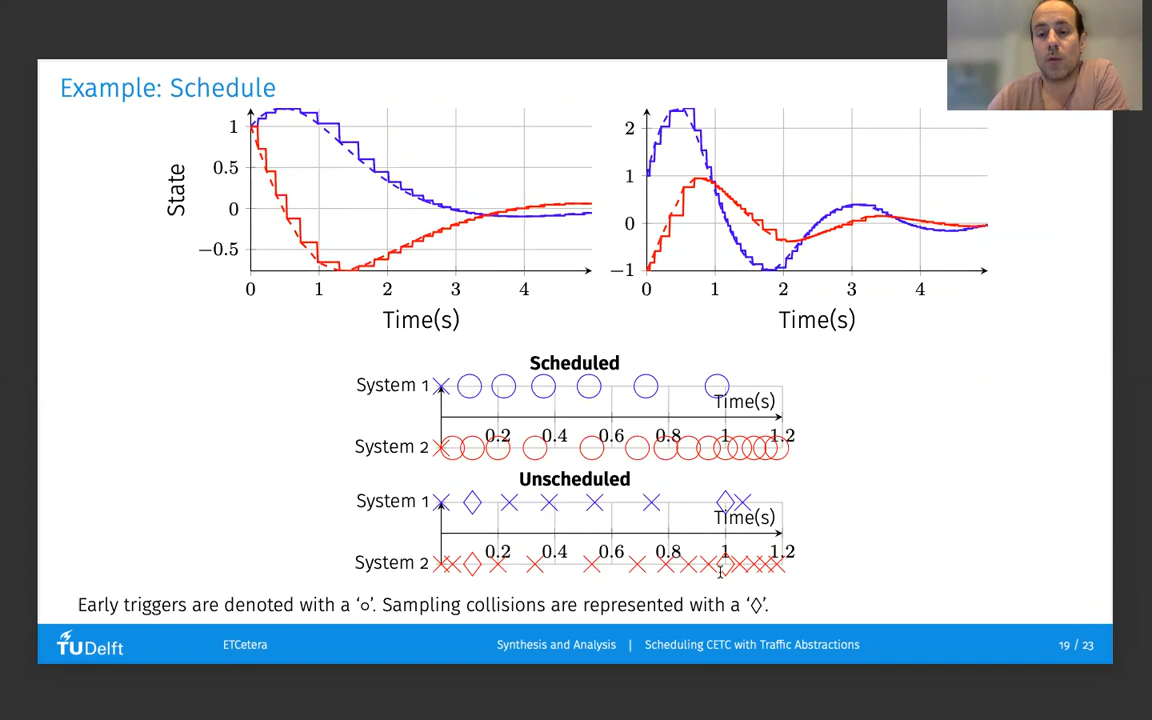 Example: Schedule
State
1
0.5
0
−0.5
0 1 2 3 4
Time(s)
2
1
0
−1
0 1 2 3 4
Time(s)
Scheduled
System 1
Time(s)
0.2 0.4 0.6 0.8 1 1.2
System 2
Unscheduled
System 1
Time(s)
0.2 0.4 0.6 0.8 1 1.2
System 2
Early triggers are denoted with a ‘○’. Sampling collisions are represented with a ‘◊’.
TUDelft ETCetera Synthesis and Analysis | Scheduling CETC with Traffic Abstractions 19 / 23